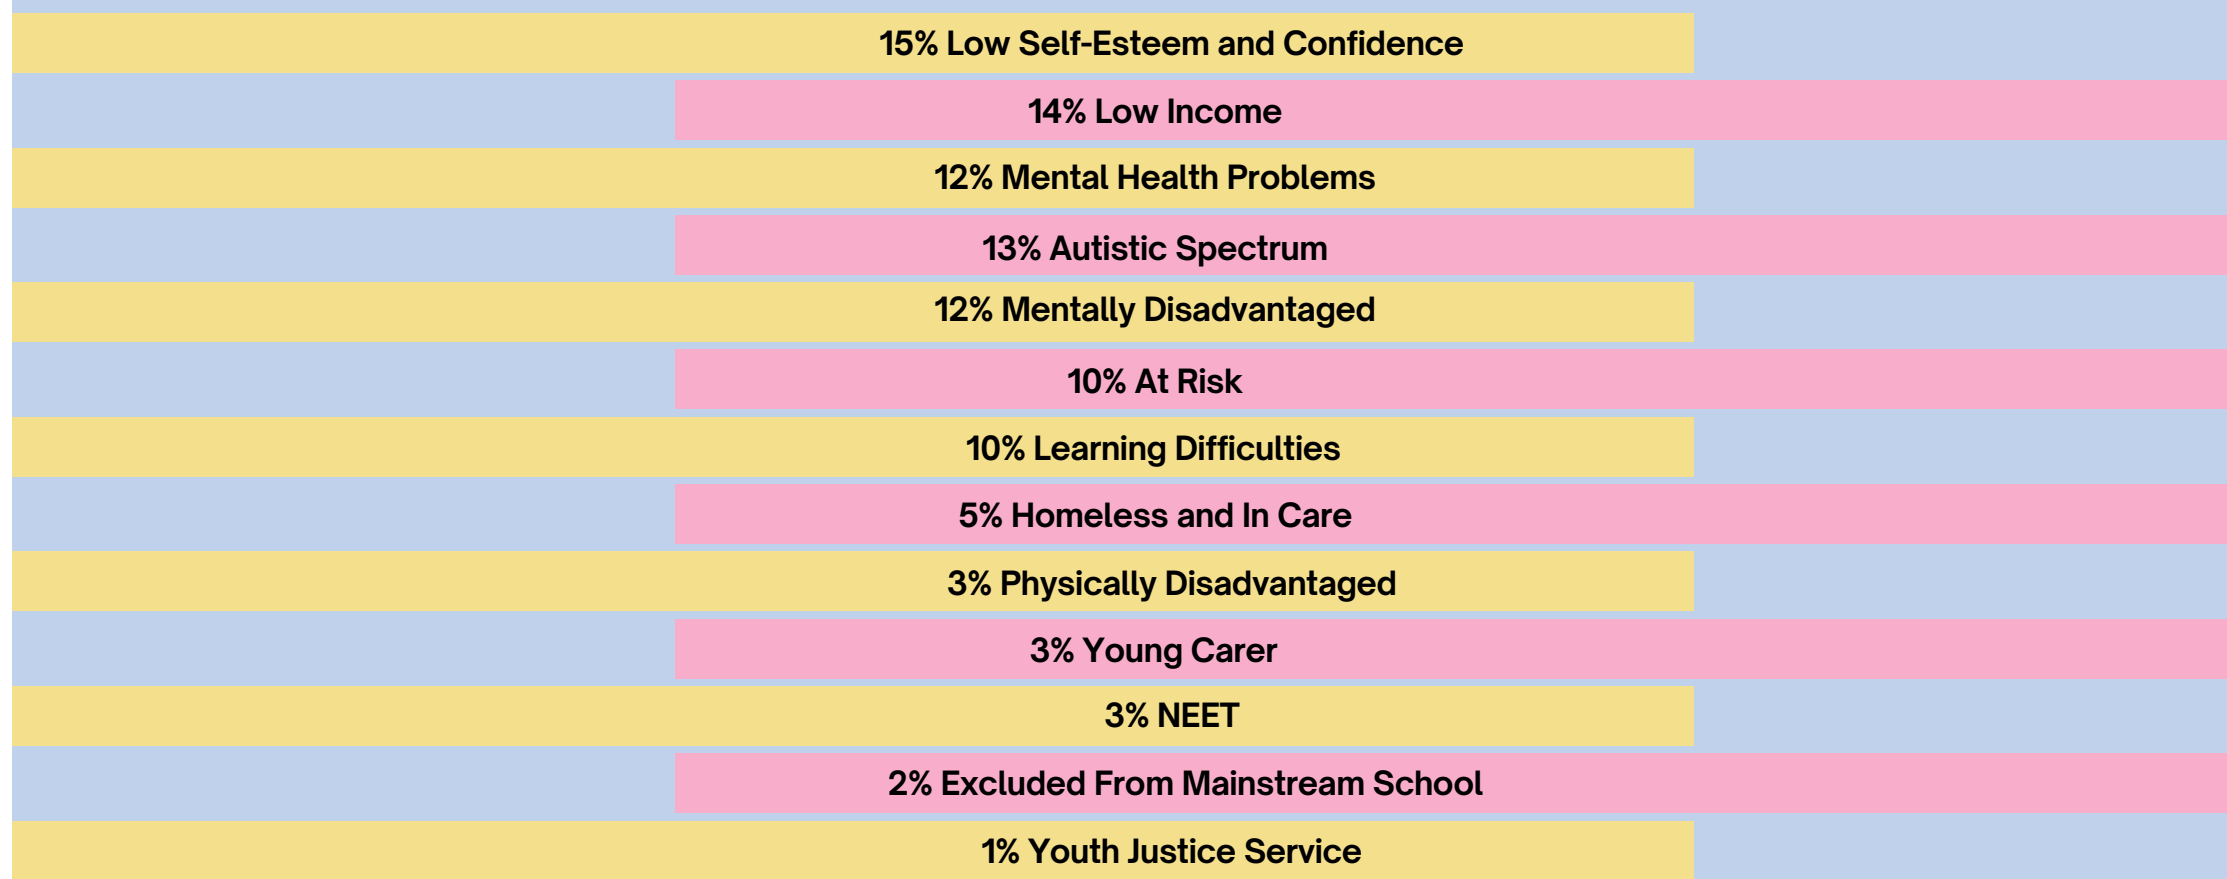 15% Low Self-Esteem and Confidence
14% Low Income
12% Mental Health Problems
13% Autistic Spectrum
12% Mentally Disadvantaged
10% At Risk
10% Learning Difficulties
5% Homeless and In Care
3% Physically Disadvantaged
3% Young Carer
3% NEET
2% Excluded From Mainstream School
1% Youth Justice Service